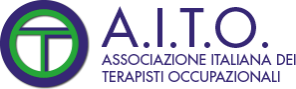 A.I.T.O.
ASSOCIAZIONE ITALIANA DEI
TERAPISTI OCCUPAZIONALI